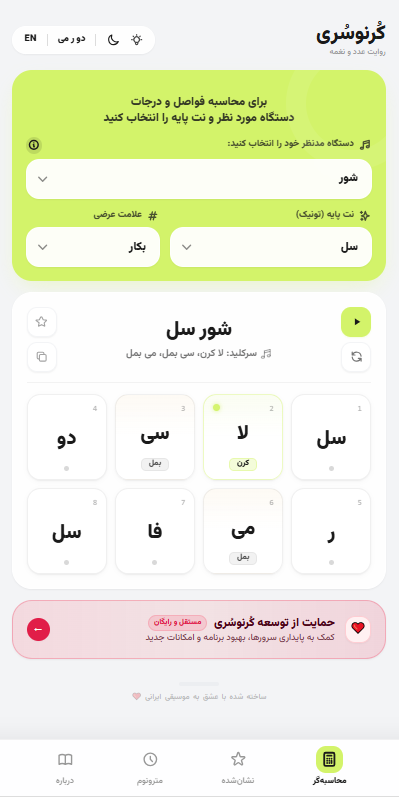 کُرنوسُری
روایت عدد و نغمه
دو ر می
EN
برای محاسبه فواصل و درجات
دستگاه مورد نظر و نت پایه را انتخاب کنید
دستگاه مدنظر خود را انتخاب کنید:
شور
نت پایه (تونیک)
# علامت عرضی
سل
بکار
شور سل
سرکلید: لا کرن، سی بمل، می بمل
1
سل
2
لا
کرن
3
سی
بمل
4
دو
5
ر
6
می
بمل
7
فا
8
سل
حمایت از توسعه کُرنوسُری
مستقل و رایگان
کمک به پایداری سرورها، بهبود برنامه و امکانات جدید
ساخته شده با عشق به موسیقی ایرانی
محاسبه‌گر
نشان‌شده
مترونوم
درباره